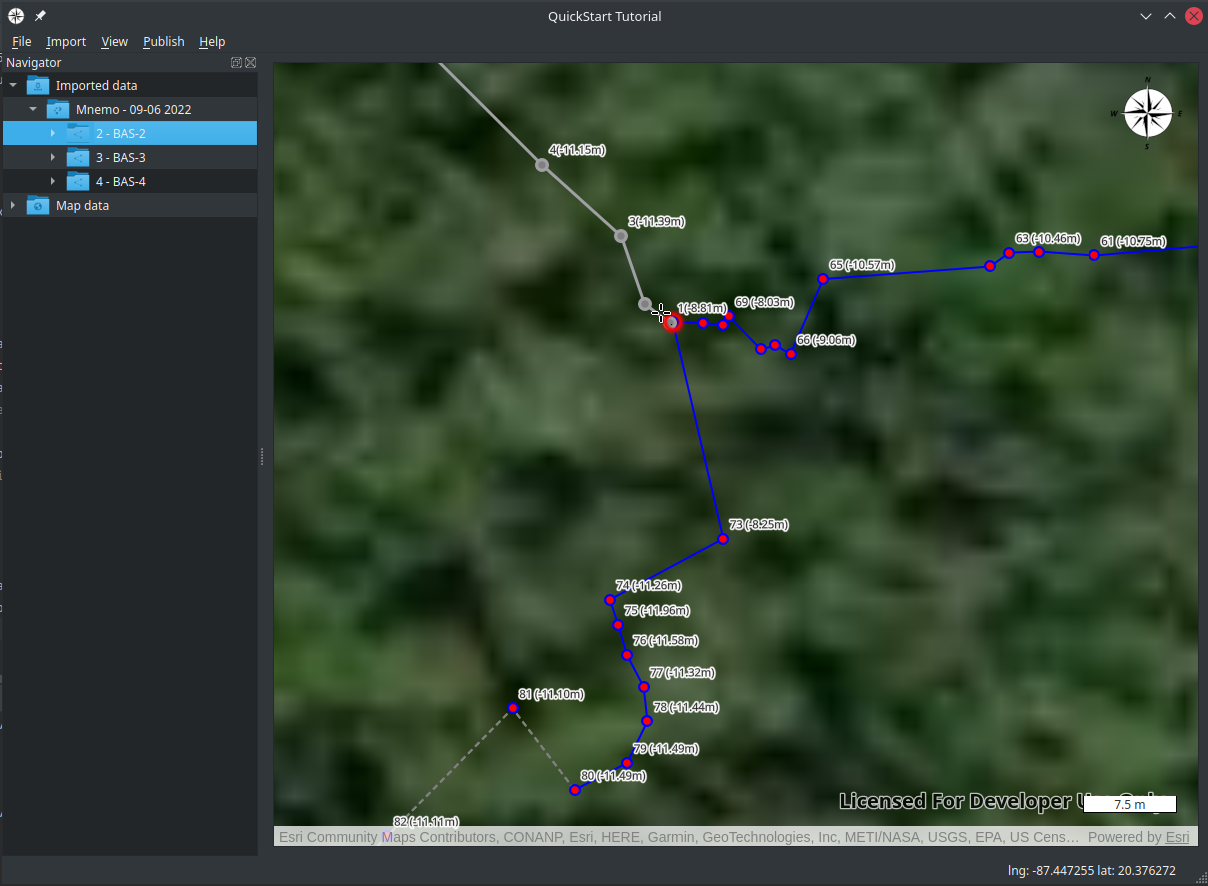 QuickStart Tutorial
File Import View Publish Help
Navigator
Imported data
Mnemo - 09-06 2022
2 - BAS-2
3 - BAS-3
4 - BAS-4
Map data
N
W E
S
4(-11.15m)
3(-11.39m)
63 (-10.46m)
61 (-10.75m)
65 (-10.57m)
1(-8.81m)
69 (-8.03m)
66 (-9.06m)
73 (-8.25m)
74 (-11.26m)
75 (-11.96m)
76 (-11.58m)
77 (-11.32m)
81 (-11.10m)
78 (-11.44m)
79 (-11.49m)
80 (-11.49m)
82 (-11.11m)
Licensed For Developer
7.5 m
Esri Community Maps Contributors, CONANP, Esri, HERE, Garmin, GeoTechnologies, Inc, METI/NASA, USGS, EPA, US Cens… Powered by Esri
lng: -87.447255 lat: 20.376272